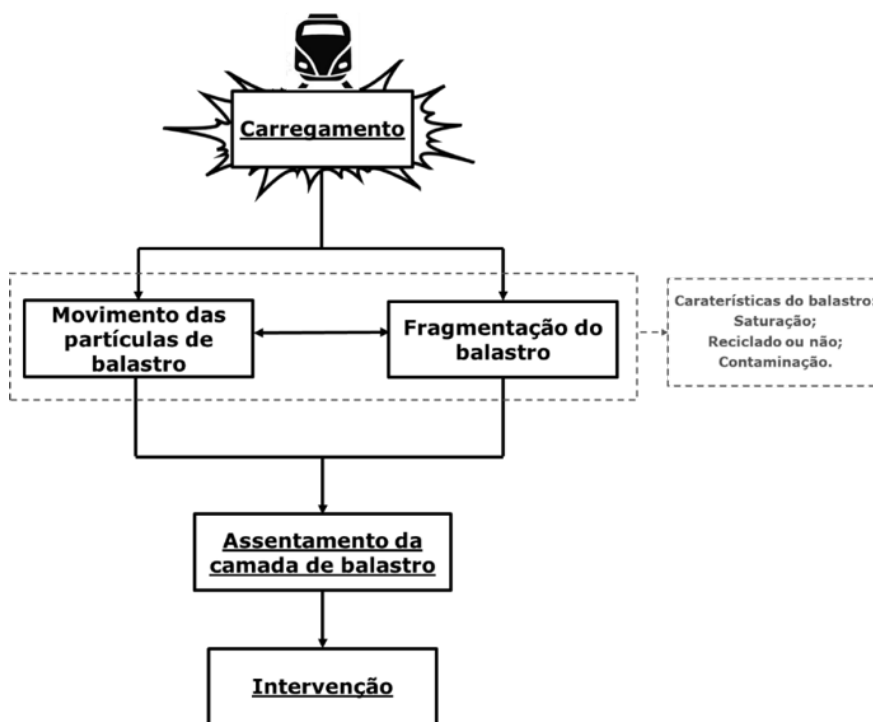 Carregamento
Movimento das
partículas de
balastro
Fragmentação do
balastro
Caraterísticas do balastro:
Saturação;
Reciclado ou não;
Contaminação.
Assentamento da
camada de balastro
Intervenção